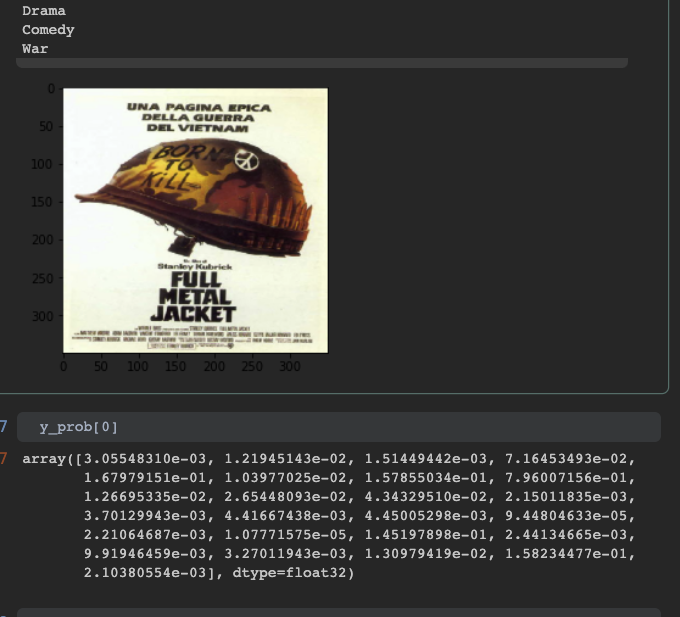 Drama
Comedy
War
0
50
100
150
200
250
300
0 50 100 150 200 250 300
UNA PAGINA EPICA
DELLA GUERRA
DEL VIETNAM
BORN
TO
KILL
Stanley Kubrick
FULL
METAL
JACKET
7 y_prob[0]
7 array([3.05548310e-03, 1.21945143e-02, 1.51449442e-03, 7.16453493e-02,
1.67979151e-01, 1.03977025e-02, 1.57855034e-01, 7.96007156e-01,
1.26695335e-02, 2.65448093e-02, 4.34329510e-02, 2.15011835e-03,
3.70129943e-03, 4.41667438e-03, 4.45005298e-03, 9.44804633e-05,
2.21064687e-03, 1.07771575e-05, 1.45197898e-01, 2.44134665e-03,
9.91946459e-03, 3.27011943e-03, 1.30979419e-02, 1.58234477e-01,
2.10380554e-03], dtype=float32)